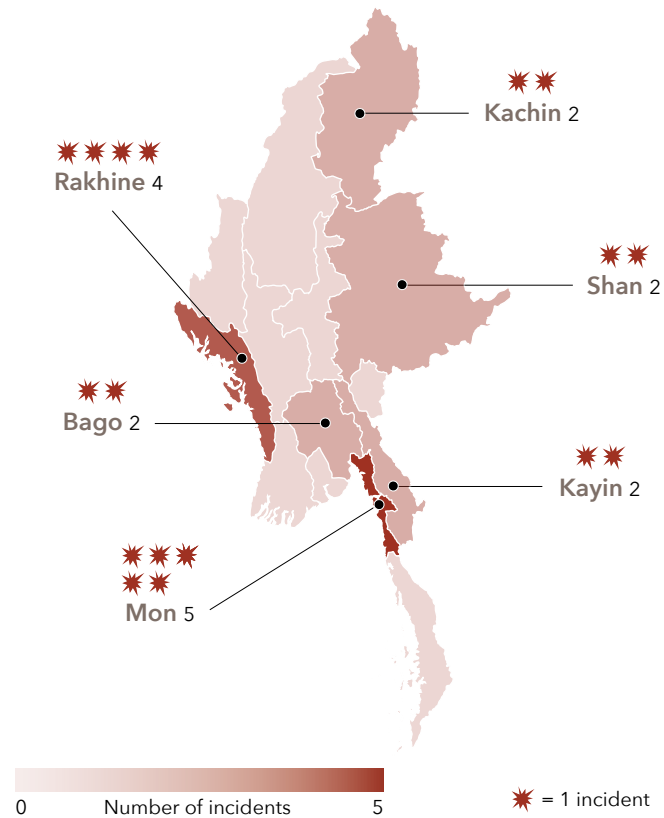 Kachin 2
Rakhine 4
Shan 2
Bago 2
Kayin 2
Mon 5
0 Number of incidents 5
= 1 incident